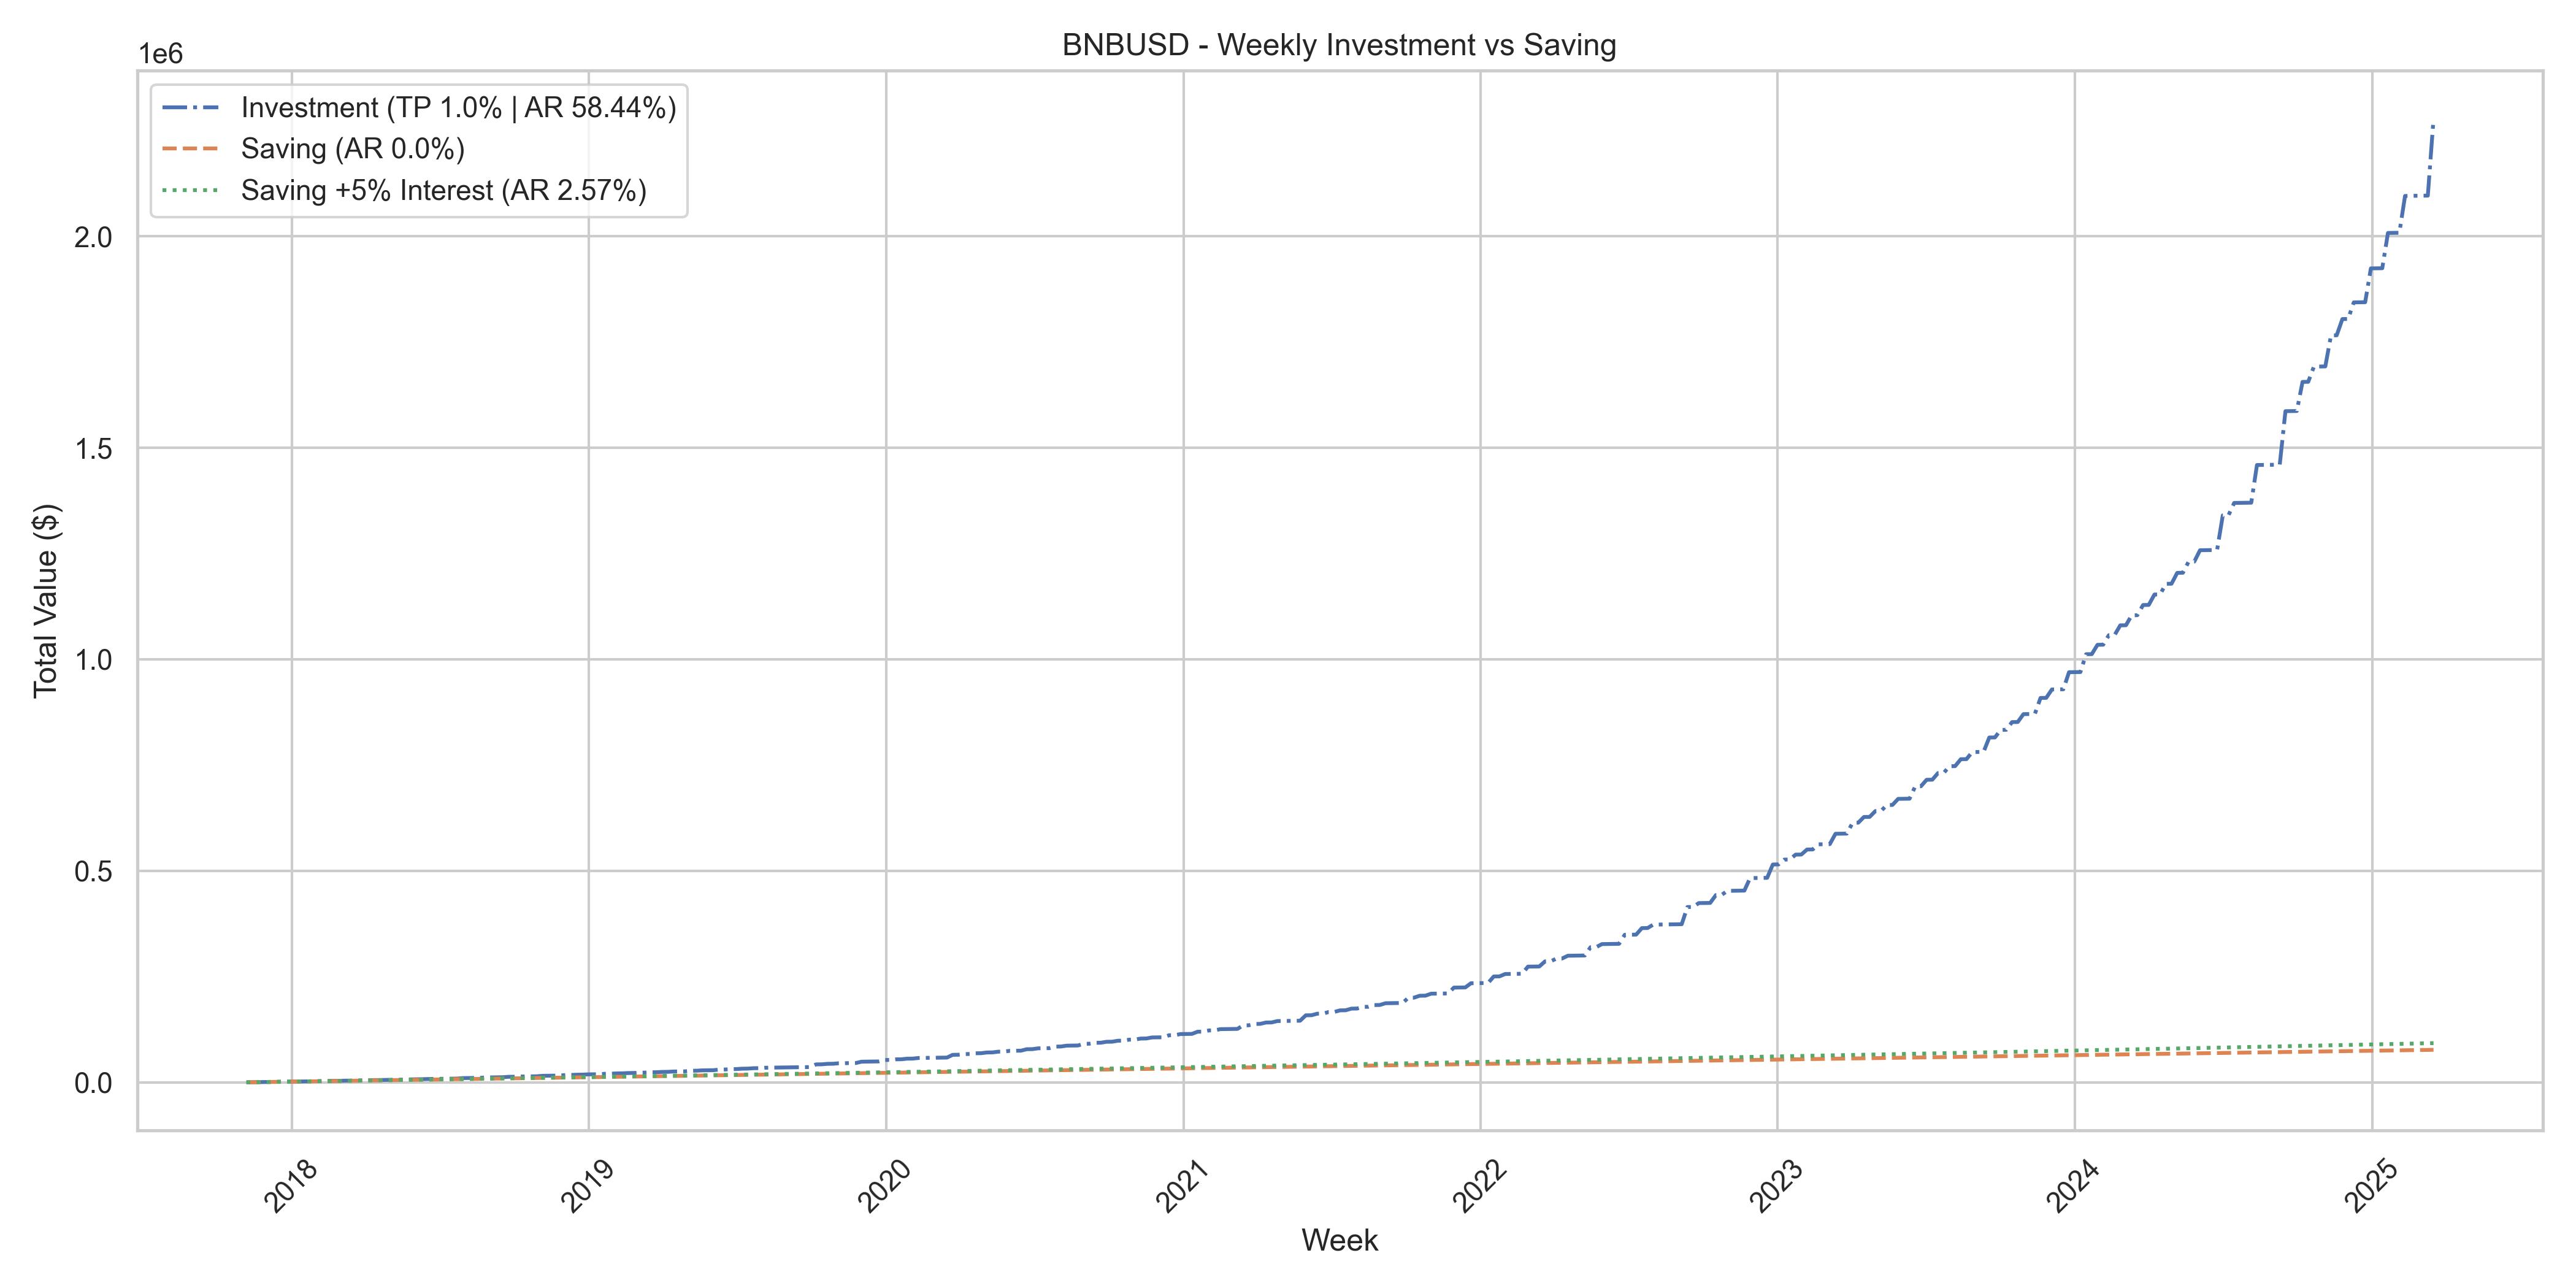 BNBUSD - Weekly Investment vs Saving
1e6
Investment (TP 1.0% | AR 58.44%)
Saving (AR 0.0%)
Saving +5% Interest (AR 2.57%)
2.0
1.5
1.0
0.5
0.0
Total Value ($)
2018
2019
2020
2021
2022
2023
2024
2025
Week